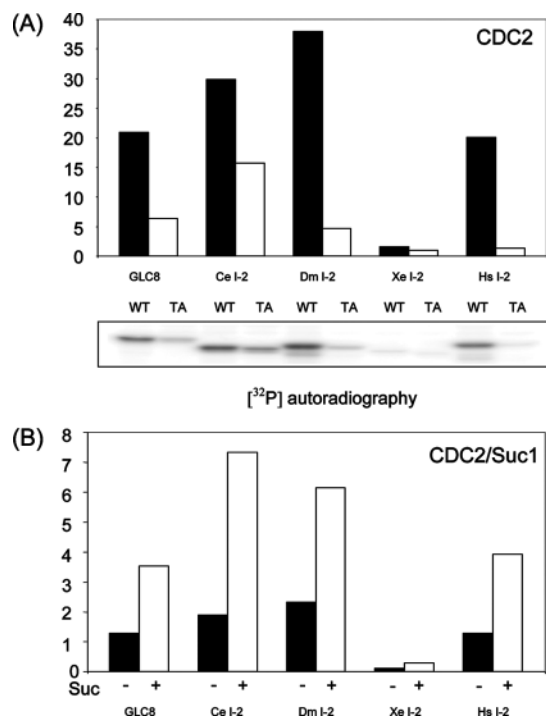 (A)
CDC2
40
35
30
25
20
15
10
5
0
GLC8 Ce I-2 Dm I-2 Xe I-2 Hs I-2
WT TA WT TA WT TA WT TA WT TA
[³²P] autoradiography
(B)
CDC2/Suc1
8
7
6
5
4
3
2
1
0
Suc - + - + - + - + - +
GLC8 Ce I-2 Dm I-2 Xe I-2 Hs I-2